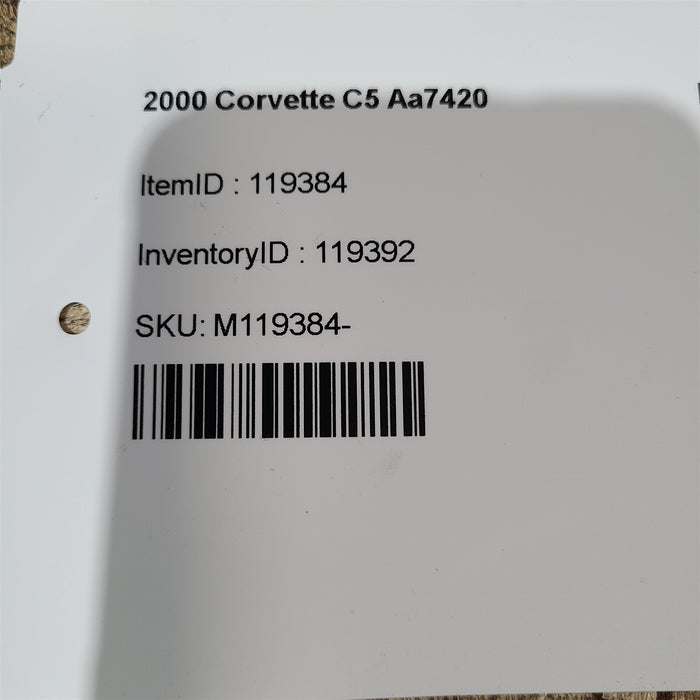 2000 Corvette C5 Aa7420
ItemID : 119384
InventoryID : 119392
SKU: M119384-